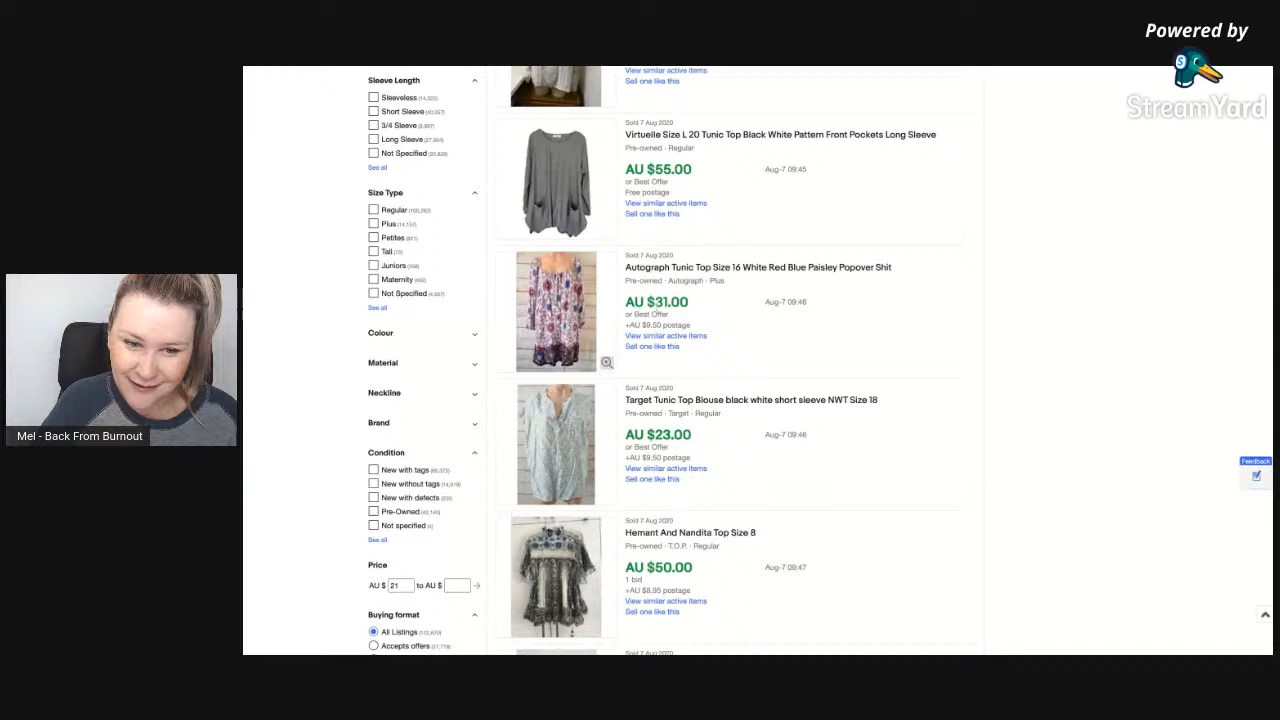 Powered by
StreamYard
Sleeve Length
Sleeveless
Short Sleeve
3/4 Sleeve
Long Sleeve
Not Specified
See all
Size Type
Regular
Plus
Petites
Tall
Juniors
Maternity
Not Specified
See all
Colour
Material
Neckline
Brand
Condition
New with tags
New without tags
New with defects
Pre-Owned
Not specified
See all
Price
AU $ 21 to AU $
Buying format
All Listings
Accepts offers
View similar active items
Sell one like this
Sold 7 Aug 2020
Virtuelle Size L 20 Tunic Top Black White Pattern Front Pockets Long Sleeve
Pre-owned · Regular
AU $55.00 Aug-7 09:45
or Best Offer
Free postage
View similar active items
Sell one like this
Sold 7 Aug 2020
Autograph Tunic Top Size 16 White Red Blue Paisley Popover Shit
Pre-owned · Autograph · Plus
AU $31.00 Aug-7 09:46
or Best Offer
+AU $9.50 postage
View similar active items
Sell one like this
Sold 7 Aug 2020
Target Tunic Top Blouse black white short sleeve NWT Size 18
Pre-owned · Target · Regular
AU $23.00 Aug-7 09:46
or Best Offer
+AU $9.50 postage
View similar active items
Sell one like this
Sold 7 Aug 2020
Hemant And Nandita Top Size 8
Pre-owned · T.O.P. · Regular
AU $50.00 Aug-7 09:47
1 bid
+AU $8.95 postage
View similar active items
Sell one like this
Sold 7 Aug 2020
Feedback
Mel - Back From Burnout